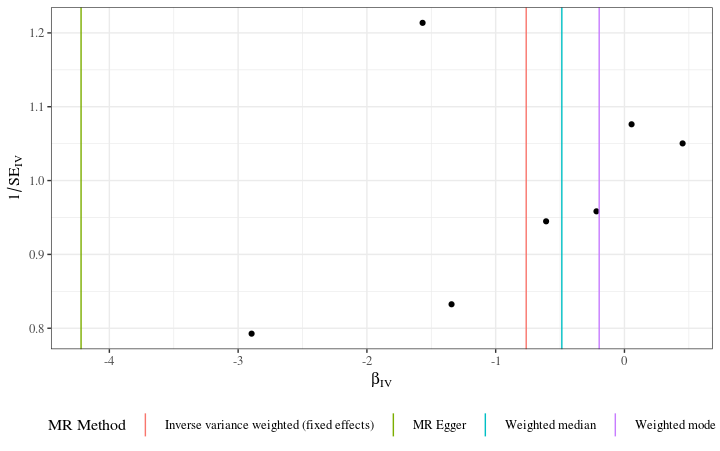 1.2
1.1
1.0
0.9
0.8
1/SE_IV
-4 -3 -2 -1 0
β_IV
MR Method Inverse variance weighted (fixed effects) MR Egger Weighted median Weighted mode